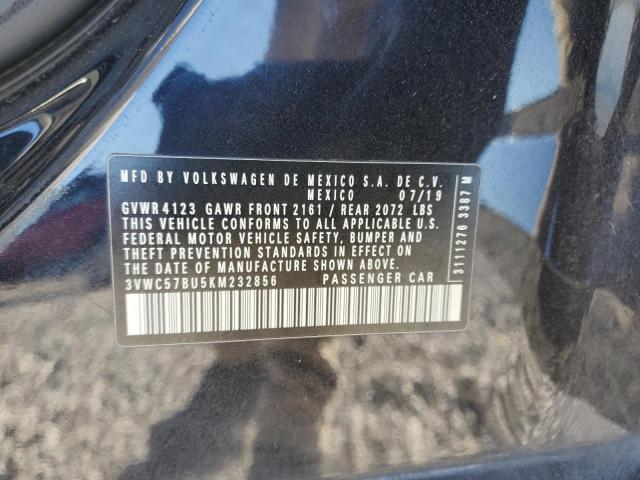 MFD BY VOLKSWAGEN DE MEXICO S.A. DE C.V.
MEXICO 07/19
GVWR 4123 GAWR FRONT 2161 / REAR 2072 LBS
THIS VEHICLE CONFORMS TO ALL APPLICABLE U.S.
FEDERAL MOTOR VEHICLE SAFETY, BUMPER AND
THEFT PREVENTION STANDARDS IN EFFECT ON
THE DATE OF MANUFACTURE SHOWN ABOVE.
3VWC57BU5KM232856 PASSENGER CAR
3111276 3387 M